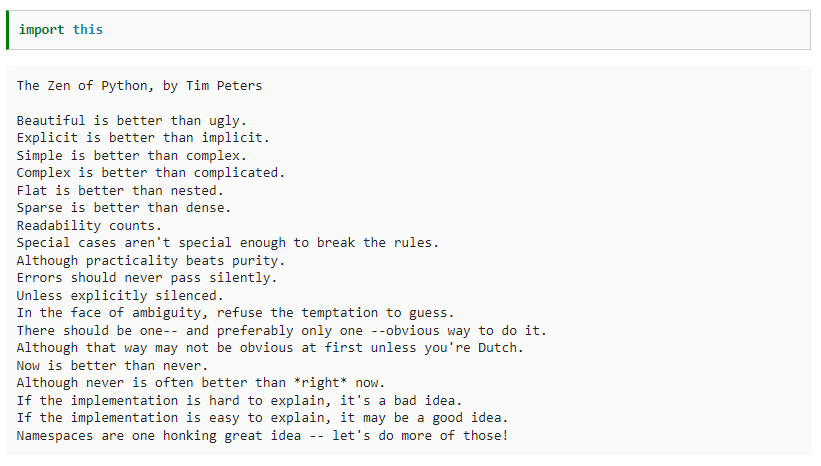 import this
The Zen of Python, by Tim Peters
Beautiful is better than ugly.
Explicit is better than implicit.
Simple is better than complex.
Complex is better than complicated.
Flat is better than nested.
Sparse is better than dense.
Readability counts.
Special cases aren't special enough to break the rules.
Although practicality beats purity.
Errors should never pass silently.
Unless explicitly silenced.
In the face of ambiguity, refuse the temptation to guess.
There should be one-- and preferably only one --obvious way to do it.
Although that way may not be obvious at first unless you're Dutch.
Now is better than never.
Although never is often better than *right* now.
If the implementation is hard to explain, it's a bad idea.
If the implementation is easy to explain, it may be a good idea.
Namespaces are one honking great idea -- let's do more of those!